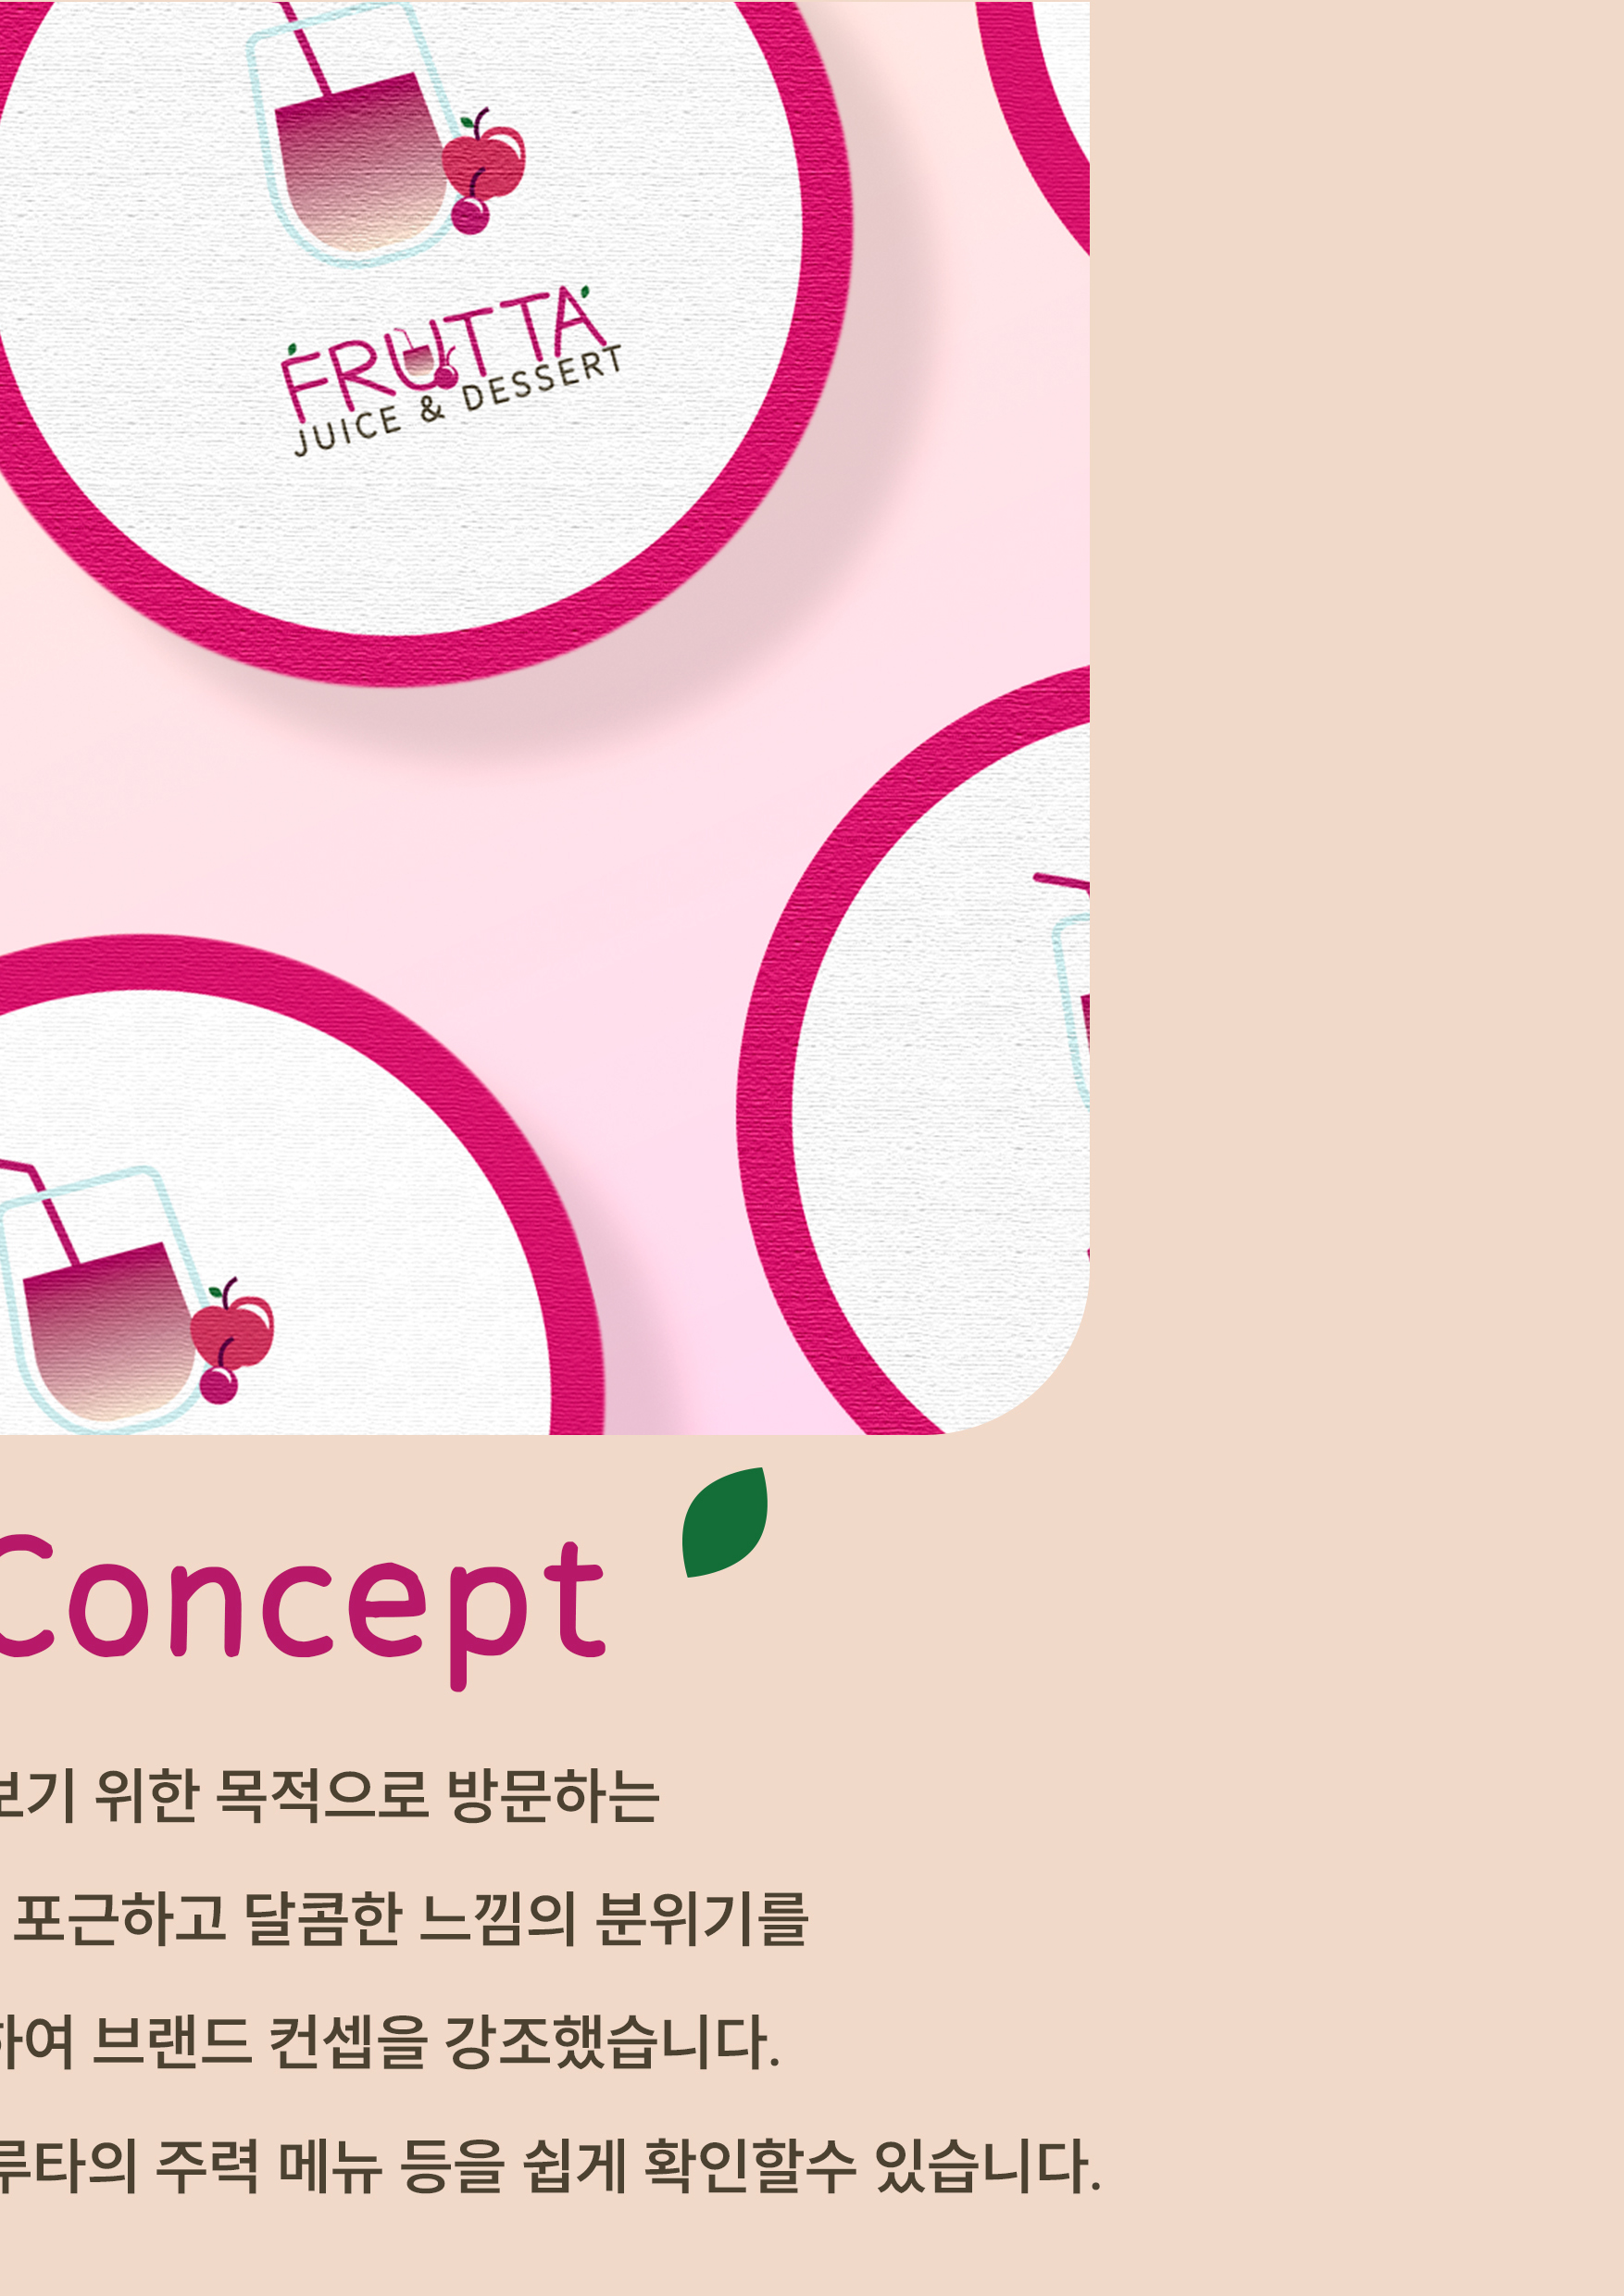 FRUTTA
JUICE & DESSERT
Concept
보기 위한 목적으로 방문하는
포근하고 달콤한 느낌의 분위기를
하여 브랜드 컨셉을 강조했습니다.
루타의 주력 메뉴 등을 쉽게 확인할수 있습니다.